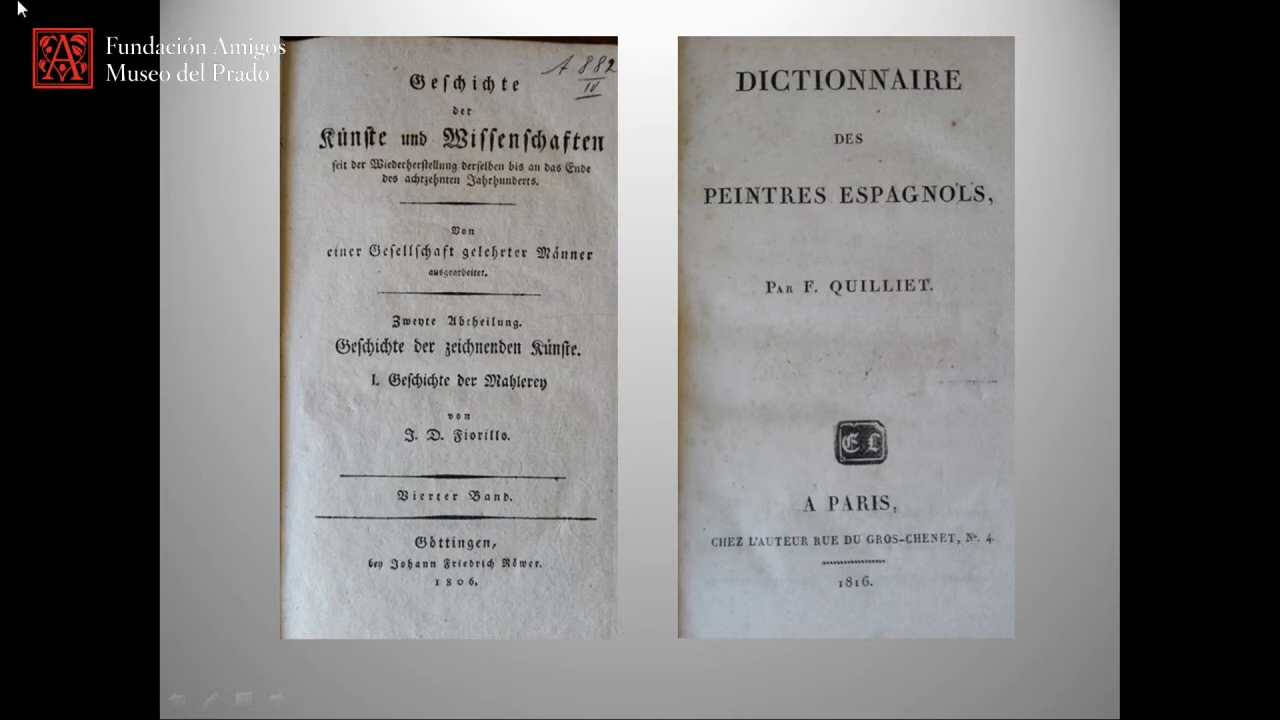 Fundación Amigos
Museo del Prado
A 882
IV
Geſchichte
der
Künſte und Wiſſenſchaften
ſeit der Wiederherſtellung derſelben bis an das Ende
des achtzehnten Jahrhunderts.
Von
einer Geſellſchaft gelehrter Männer
ausgearbeitet.
Zweyte Abtheilung.
Geſchichte der zeichnenden Künſte.
I. Geſchichte der Mahlerey
von
J. D. Fiorillo.
Vierter Band.
Göttingen,
bey Johann Friedrich Röwer.
1806.
DICTIONNAIRE
DES
PEINTRES ESPAGNOLS,
PAR F. QUILLIET.
E L
A PARIS,
CHEZ L'AUTEUR RUE DU GROS-CHENET, Nº. 4.
1816.